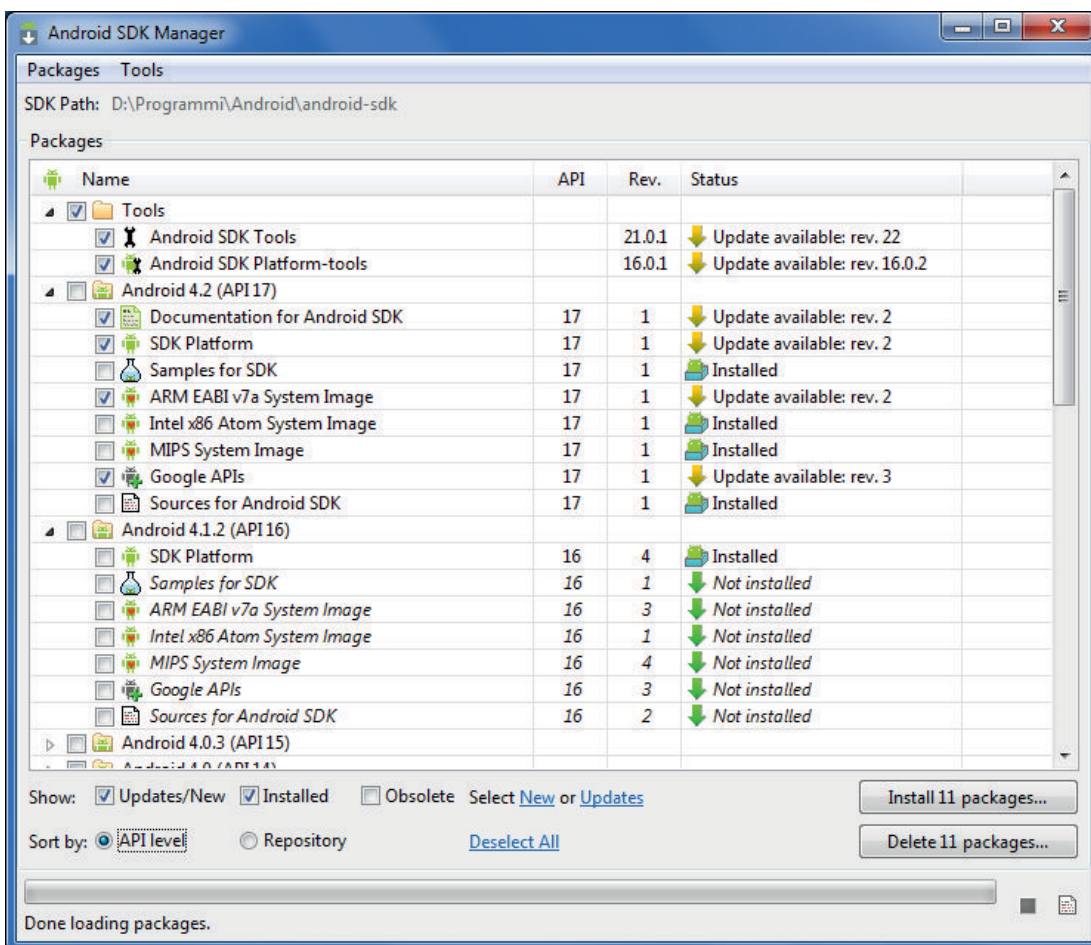 Android SDK Manager
Packages Tools
SDK Path: D:\Programmi\Android\android-sdk
Packages
Name API Rev. Status
Tools
Android SDK Tools 21.0.1 Update available: rev. 22
Android SDK Platform-tools 16.0.1 Update available: rev. 16.0.2
Android 4.2 (API 17)
Documentation for Android SDK 17 1 Update available: rev. 2
SDK Platform 17 1 Update available: rev. 2
Samples for SDK 17 1 Installed
ARM EABI v7a System Image 17 1 Update available: rev. 2
Intel x86 Atom System Image 17 1 Installed
MIPS System Image 17 1 Installed
Google APIs 17 1 Update available: rev. 3
Sources for Android SDK 17 1 Installed
Android 4.1.2 (API 16)
SDK Platform 16 4 Installed
Samples for SDK 16 1 Not installed
ARM EABI v7a System Image 16 3 Not installed
Intel x86 Atom System Image 16 1 Not installed
MIPS System Image 16 4 Not installed
Google APIs 16 3 Not installed
Sources for Android SDK 16 2 Not installed
Android 4.0.3 (API 15)
Android 4.0 (API 14)
Show: Updates/New Installed Obsolete Select New or Updates Install 11 packages...
Sort by: API level Repository Deselect All Delete 11 packages...
Done loading packages.